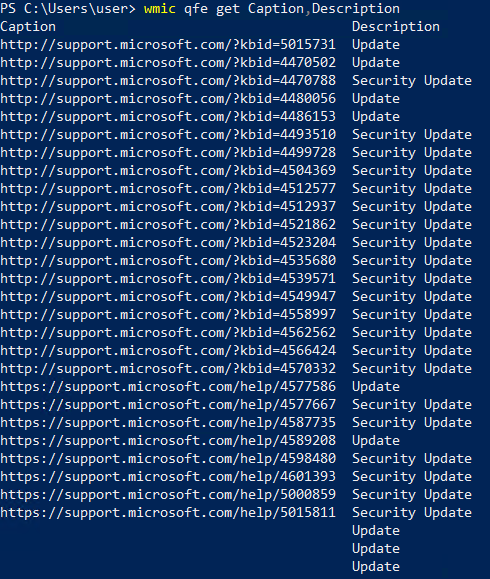 PS C:\Users\user> wmic qfe get Caption,Description
Caption Description
http://support.microsoft.com/?kbid=5015731 Update
http://support.microsoft.com/?kbid=4470502 Update
http://support.microsoft.com/?kbid=4470788 Security Update
http://support.microsoft.com/?kbid=4480056 Update
http://support.microsoft.com/?kbid=4486153 Update
http://support.microsoft.com/?kbid=4493510 Security Update
http://support.microsoft.com/?kbid=4499728 Security Update
http://support.microsoft.com/?kbid=4504369 Security Update
http://support.microsoft.com/?kbid=4512577 Security Update
http://support.microsoft.com/?kbid=4512937 Security Update
http://support.microsoft.com/?kbid=4521862 Security Update
http://support.microsoft.com/?kbid=4523204 Security Update
http://support.microsoft.com/?kbid=4535680 Security Update
http://support.microsoft.com/?kbid=4539571 Security Update
http://support.microsoft.com/?kbid=4549947 Security Update
http://support.microsoft.com/?kbid=4558997 Security Update
http://support.microsoft.com/?kbid=4562562 Security Update
http://support.microsoft.com/?kbid=4566424 Security Update
http://support.microsoft.com/?kbid=4570332 Security Update
https://support.microsoft.com/help/4577586 Update
https://support.microsoft.com/help/4577667 Security Update
https://support.microsoft.com/help/4587735 Security Update
https://support.microsoft.com/help/4589208 Update
https://support.microsoft.com/help/4598480 Security Update
https://support.microsoft.com/help/4601393 Security Update
https://support.microsoft.com/help/5000859 Security Update
https://support.microsoft.com/help/5015811 Security Update
Update
Update
Update